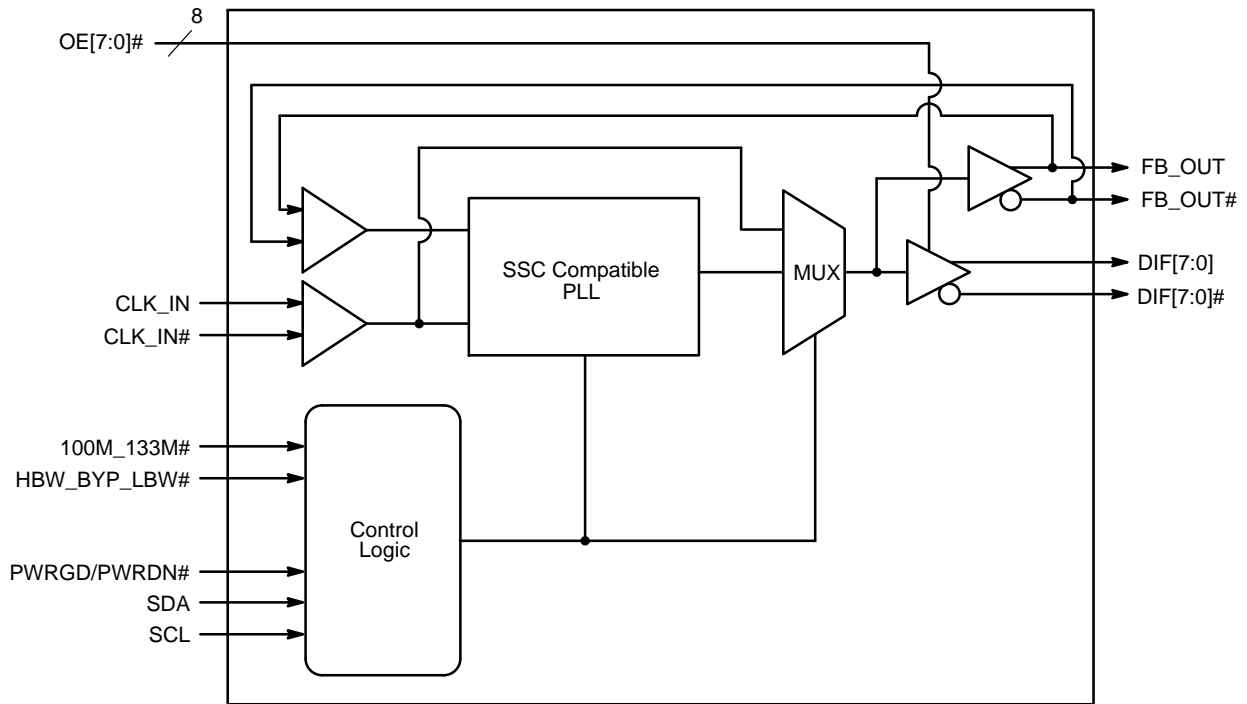 8
OE[7:0]#
FB_OUT
FB_OUT#
SSC Compatible
PLL
MUX
DIF[7:0]
DIF[7:0]#
CLK_IN
CLK_IN#
100M_133M#
HBW_BYP_LBW#
Control
Logic
PWRGD/PWRDN#
SDA
SCL